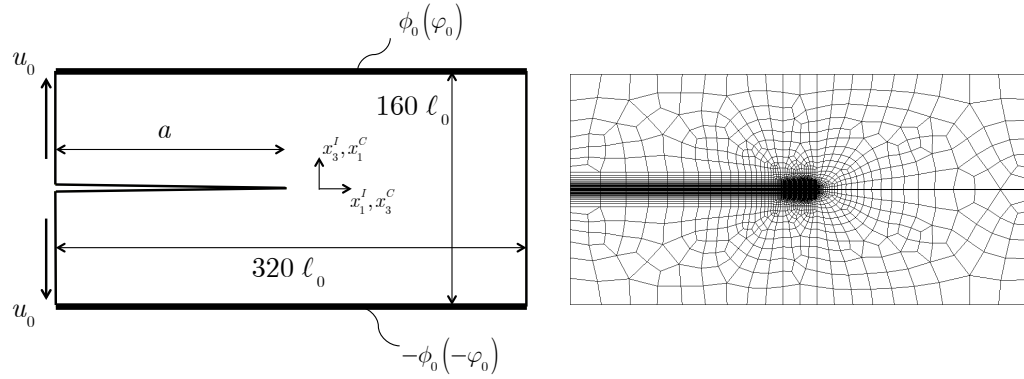 ϕ₀(φ₀)
u₀
160 ℓ₀
a
x₃ᴵ, x₁ᶜ
x₁ᴵ, x₃ᶜ
320 ℓ₀
u₀
−ϕ₀(−φ₀)